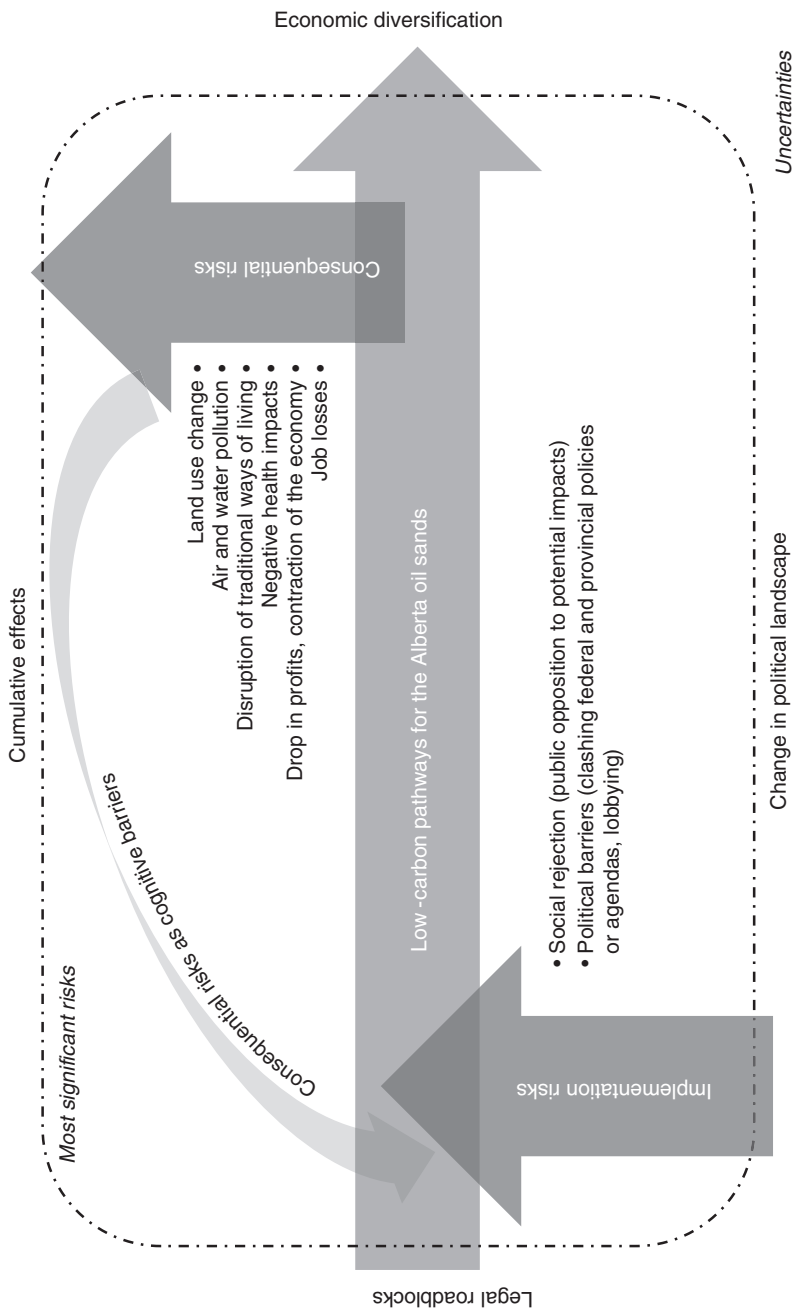 Cumulative effects
Most significant risks
Consequential risks as cognitive barriers
Land use change •
Air and water pollution •
Disruption of traditional ways of living •
Negative health impacts •
Drop in profits, contraction of the economy •
Job losses •
Consequential risks
Economic diversification
Low -carbon pathways for the Alberta oil sands
Legal roadblocks
Implementation risks
• Social rejection (public opposition to potential impacts)
• Political barriers (clashing federal and provincial policies
or agendas, lobbying)
Change in political landscape
Uncertainties